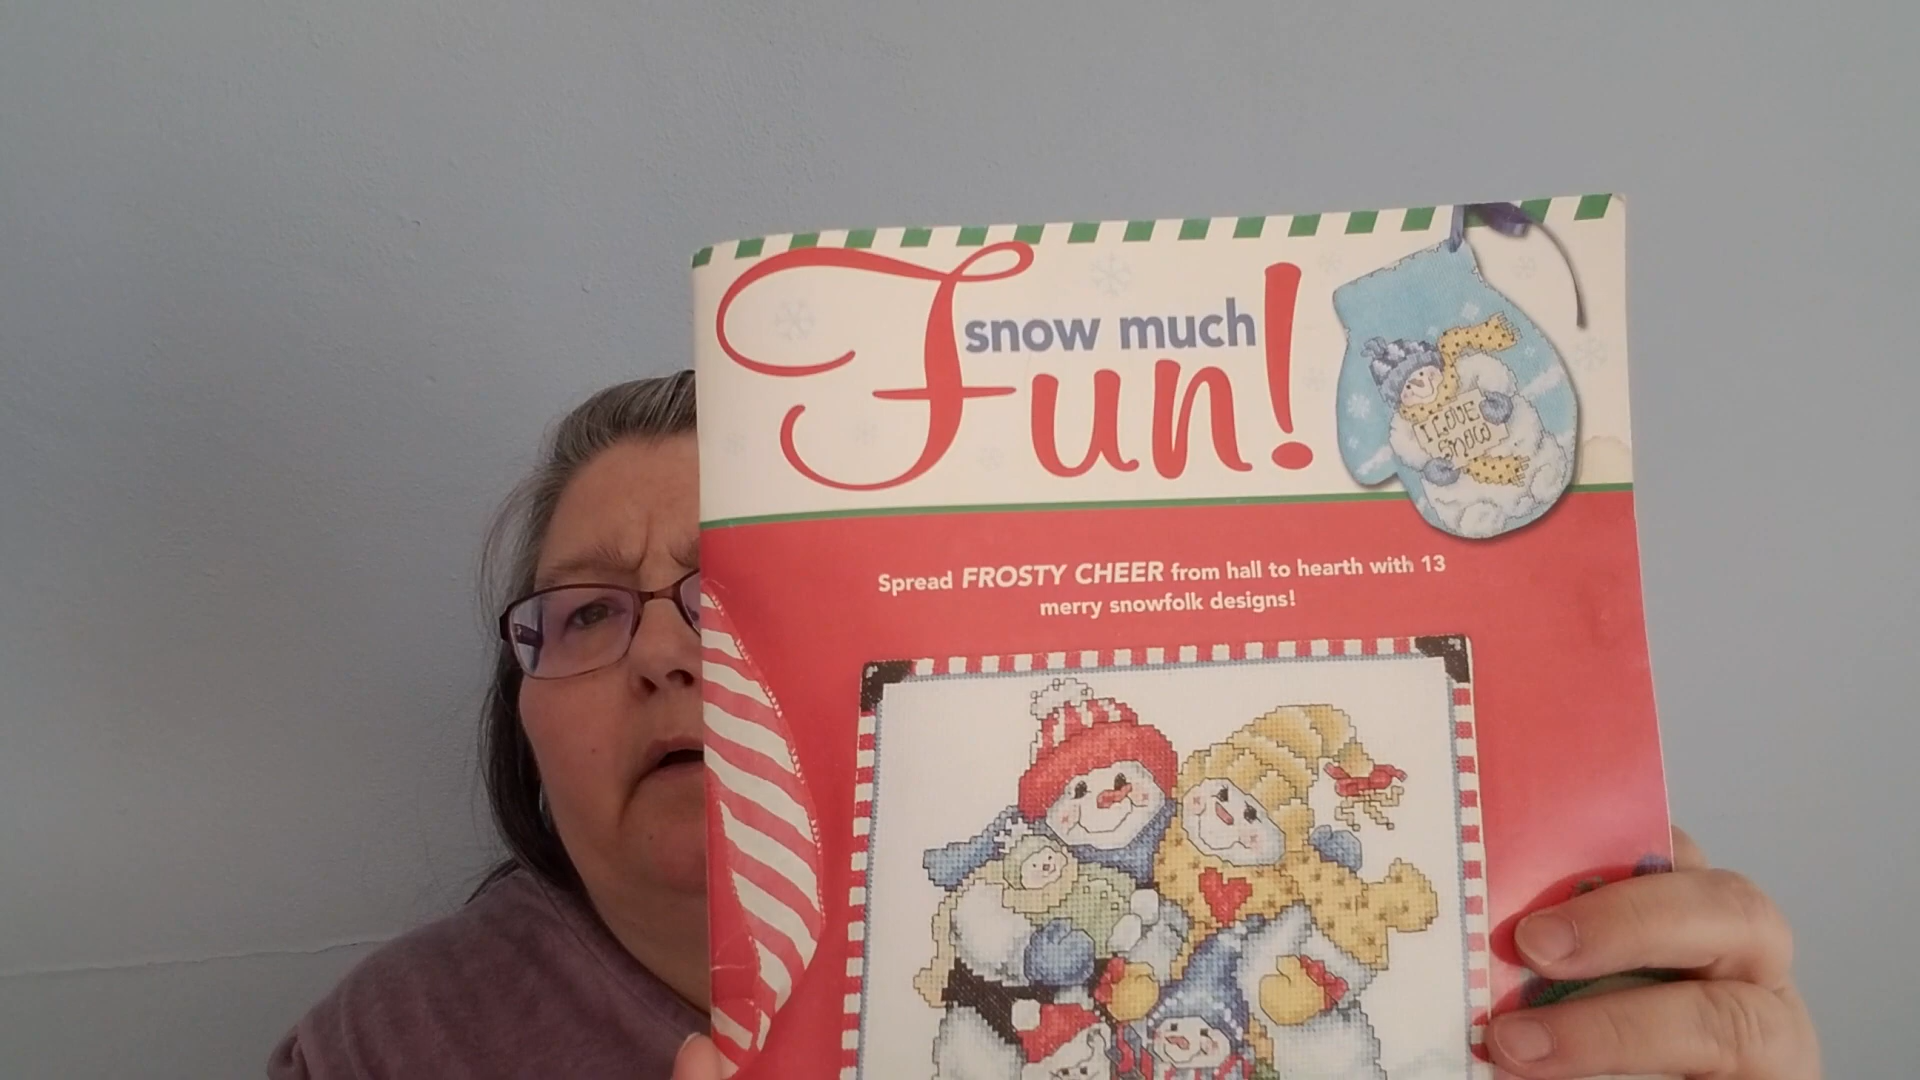 snow much
Fun!
I LOVE
SNOW
Spread FROSTY CHEER from hall to hearth with 13
merry snowfolk designs!